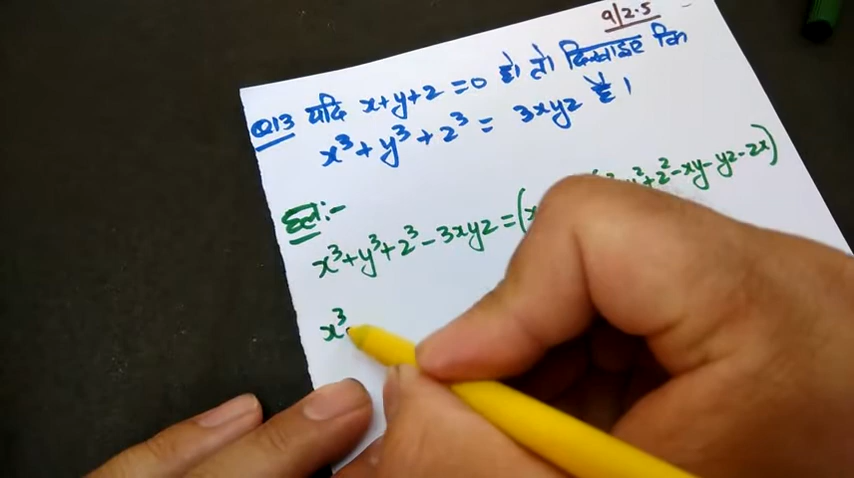 9/2.5
Q13 यदि x+y+z=0 हो तो दिखाइए कि
x³+y³+z³= 3xyz है।
हल:-
x³+y³+z³-3xyz=(x y²+z²-xy-yz-zx)
x³